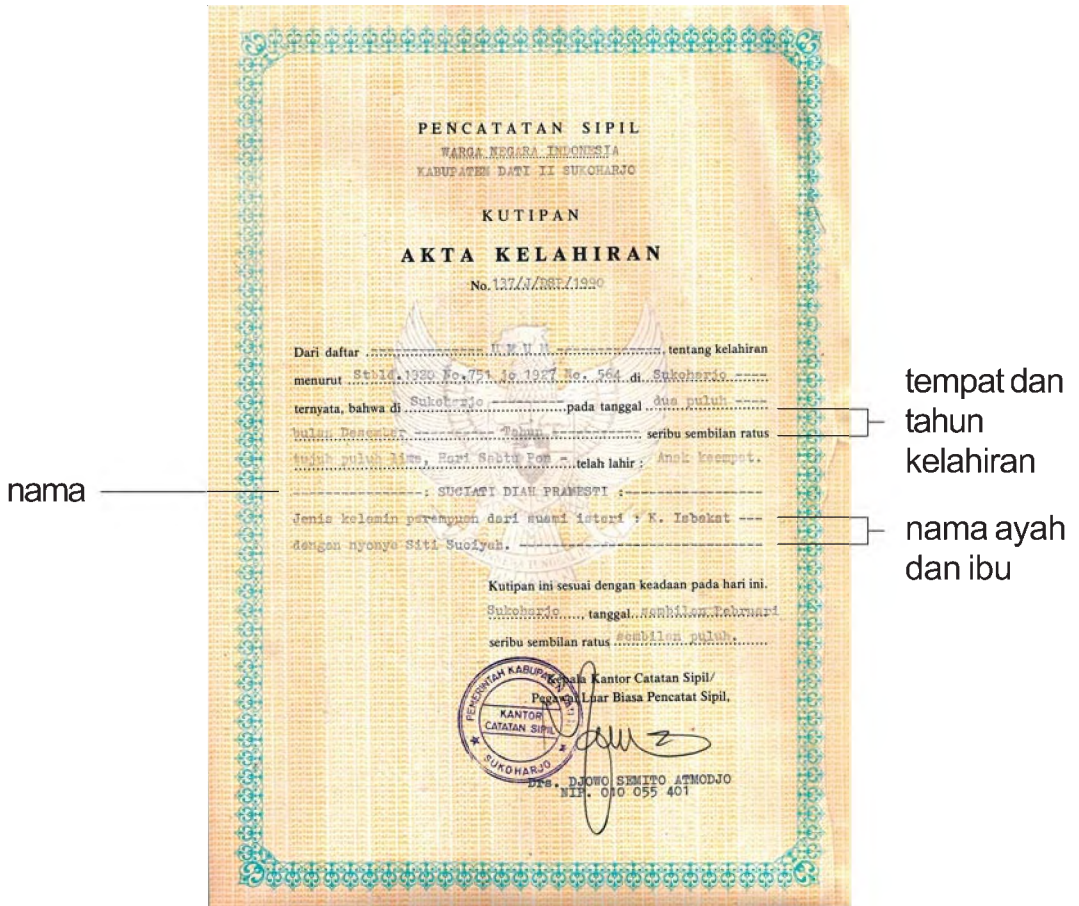 PENCATATAN SIPIL
WARGA NEGARA INDONESIA
KABUPATEN DATI II SUKOHARJO
KUTIPAN
AKTA KELAHIRAN
No. 137/J/DSP/1990
Dari daftar U M U M, tentang kelahiran
menurut Stbld.1920 No.751 jo 1927 No. 564 di Sukoharjo
ternyata, bahwa di Sukoharjo pada tanggal dua puluh
bulan Desember Tahun seribu sembilan ratus
tujuh puluh lima, Hari Sabtu Pon telah lahir : Anak keempat.
: SUCIATI DIAH PRAMESTI :
Jenis kelamin perempuan dari suami isteri : K. Isbakat
dengan nyonya Siti Suciyah.
Kutipan ini sesuai dengan keadaan pada hari ini.
Sukoharjo, tanggal sembilan Pebruari
seribu sembilan ratus sembilan puluh.
Kepala Kantor Catatan Sipil/
Pegawai Luar Biasa Pencatat Sipil,
PEMERINTAH KABUPATEN DATI II
KANTOR
CATATAN SIPIL
SUKOHARJO
Drs. DJOWO SEMITO ATMODJO
NIP. 010 055 401
nama
tempat dan
tahun
kelahiran
nama ayah
dan ibu